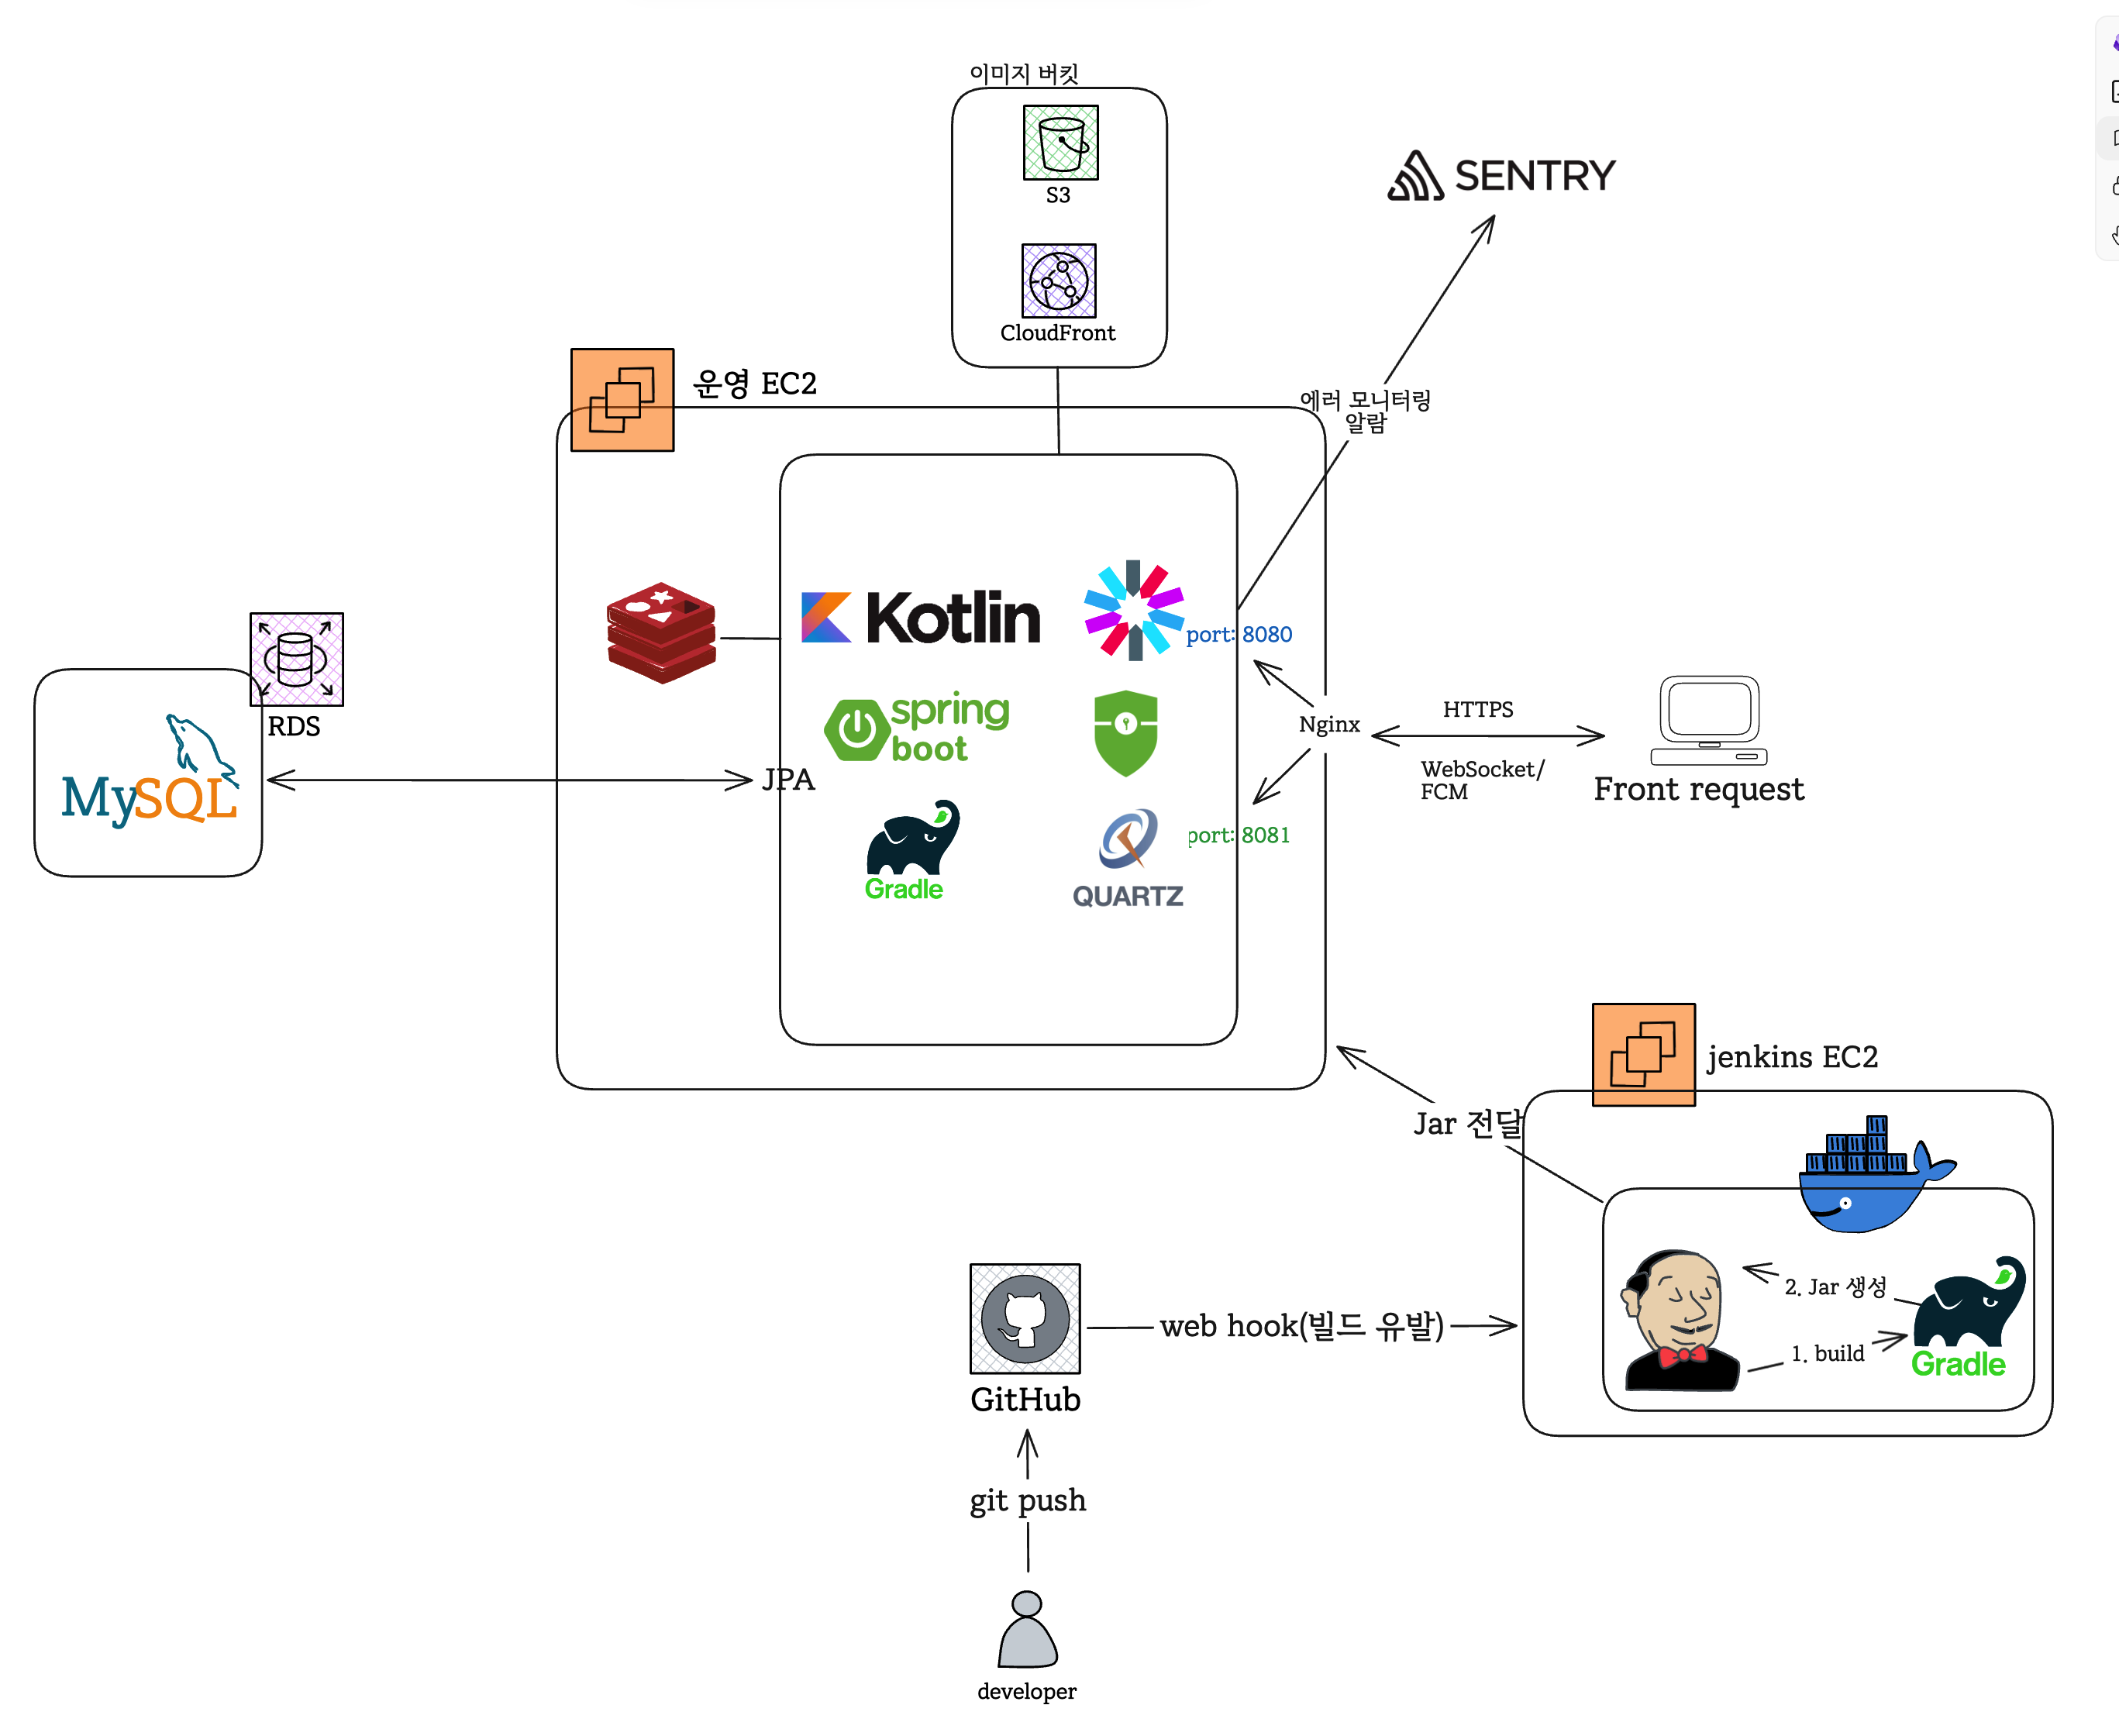 이미지 버킷
S3
CloudFront
SENTRY
운영 EC2
에러 모니터링
알람
Kotlin
port: 8080
RDS
MySQL
JPA
spring
boot
Nginx
HTTPS
WebSocket/
FCM
Front request
Gradle
port: 8081
QUARTZ
jenkins EC2
Jar 전달
2. Jar 생성
1. build
Gradle
web hook(빌드 유발)
GitHub
git push
developer